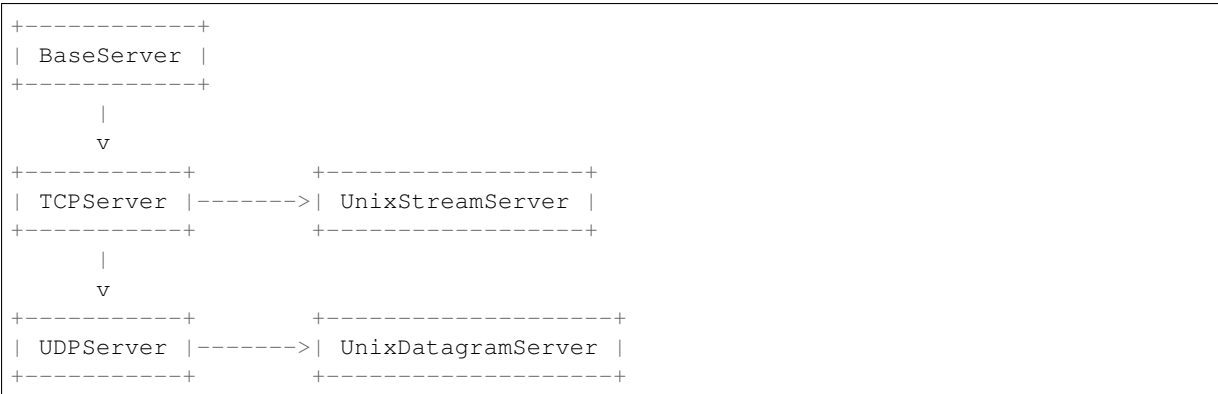 +------------+
| BaseServer |
+------------+
      |
      v
+-----------+        +------------------+
| TCPServer |------->| UnixStreamServer |
+-----------+        +------------------+
      |
      v
+-----------+        +--------------------+
| UDPServer |------->| UnixDatagramServer |
+-----------+        +--------------------+